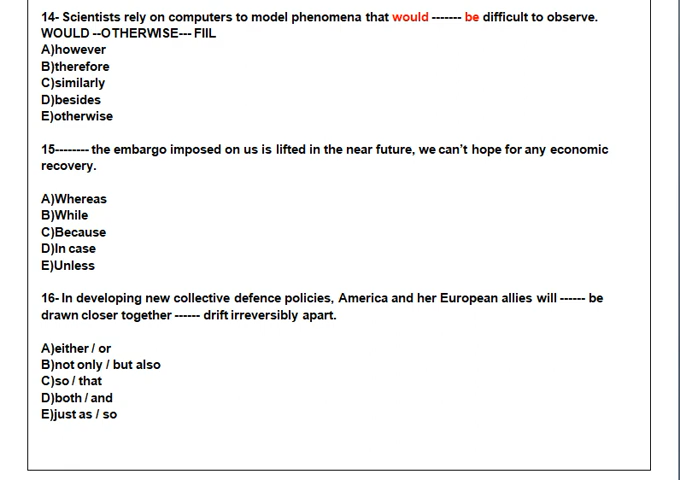 14- Scientists rely on computers to model phenomena that would ------- be difficult to observe.
WOULD --OTHERWISE--- FIIL
A)however
B)therefore
C)similarly
D)besides
E)otherwise
15-------- the embargo imposed on us is lifted in the near future, we can't hope for any economic
recovery.
A)Whereas
B)While
C)Because
D)In case
E)Unless
16- In developing new collective defence policies, America and her European allies will ------ be
drawn closer together ------ drift irreversibly apart.
A)either / or
B)not only / but also
C)so / that
D)both / and
E)just as / so